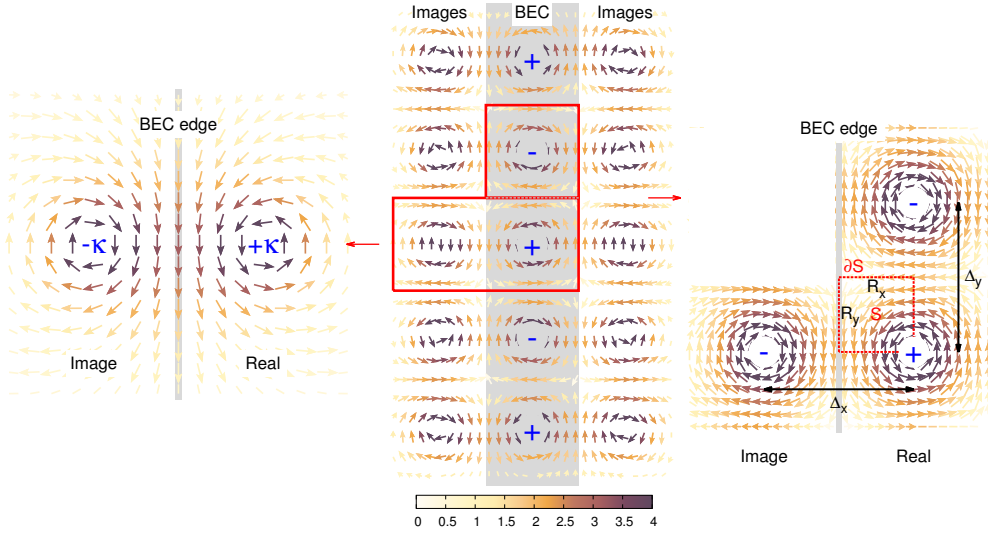 BEC edge
-κ
+κ
Image
Real
Images
BEC
Images
+
-
+
-
+
0
0.5
1
1.5
2
2.5
3
3.5
4
BEC edge
-
∂S
Rx
Ry
S
Δy
-
+
Δx
Image
Real